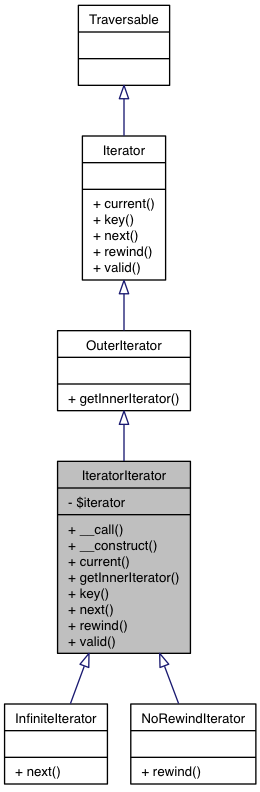 Traversable
Iterator
+ current()
+ key()
+ next()
+ rewind()
+ valid()
OuterIterator
+ getInnerIterator()
IteratorIterator
- $iterator
+ __call()
+ __construct()
+ current()
+ getInnerIterator()
+ key()
+ next()
+ rewind()
+ valid()
InfiniteIterator
+ next()
NoRewindIterator
+ rewind()